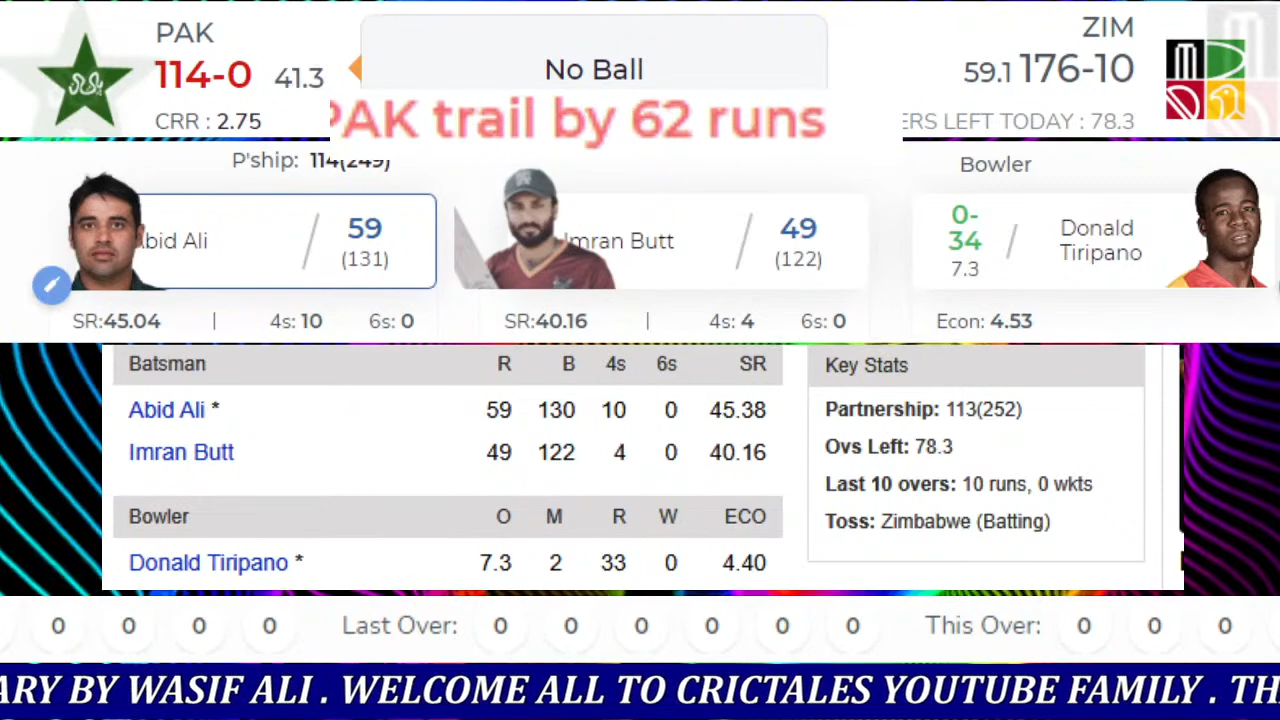 PAK
114-0 41.3
CRR : 2.75
No Ball
PAK trail by 62 runs
ZIM
59.1 176-10
ERS LEFT TODAY : 78.3
P'ship: 114(249)
Bowler
Abid Ali 59
(131)
Imran Butt 49
(122)
0-
34
7.3
Donald
Tiripano
SR:45.04 | 4s: 10 6s: 0
SR:40.16 | 4s: 4 6s: 0
Econ: 4.53
Batsman R B 4s 6s SR
Abid Ali * 59 130 10 0 45.38
Imran Butt 49 122 4 0 40.16
Bowler O M R W ECO
Donald Tiripano * 7.3 2 33 0 4.40
Key Stats
Partnership: 113(252)
Ovs Left: 78.3
Last 10 overs: 10 runs, 0 wkts
Toss: Zimbabwe (Batting)
0 0 0 0 Last Over: 0 0 0 0 0 0 This Over: 0 0 0
ARY BY WASIF ALI . WELCOME ALL TO CRICTALES YOUTUBE FAMILY . TH